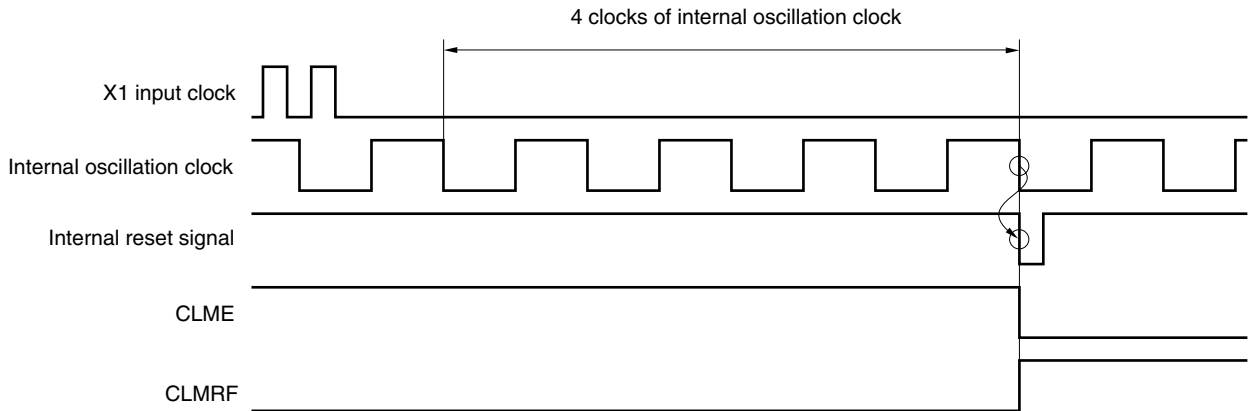 4 clocks of internal oscillation clock
X1 input clock
Internal oscillation clock
Internal reset signal
CLME
CLMRF